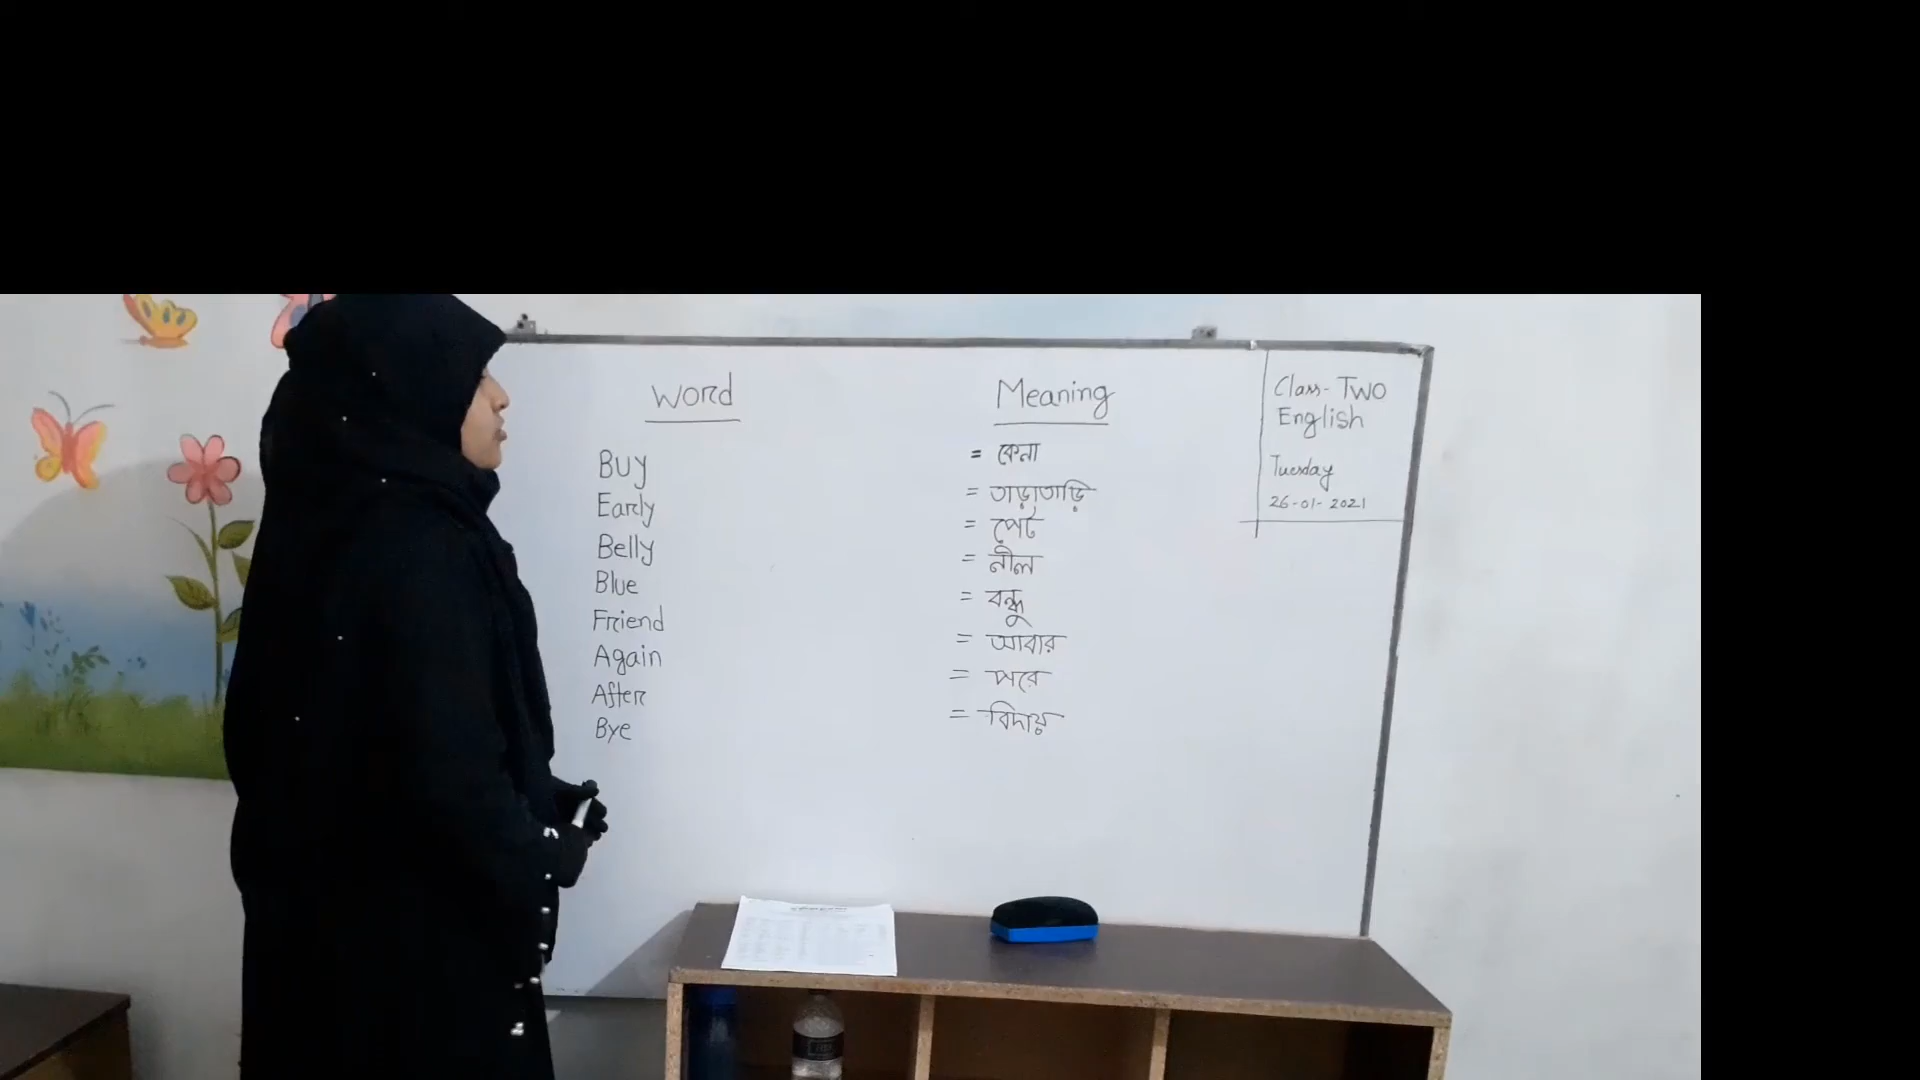 Word Meaning
Buy = কেনা
Early = তাড়াতাড়ি
Belly = পেট
Blue = নীল
Friend = বন্ধু
Again = আবার
After = পরে
Bye = বিদায়
Class- Two
English
Tuesday
26-01-2021